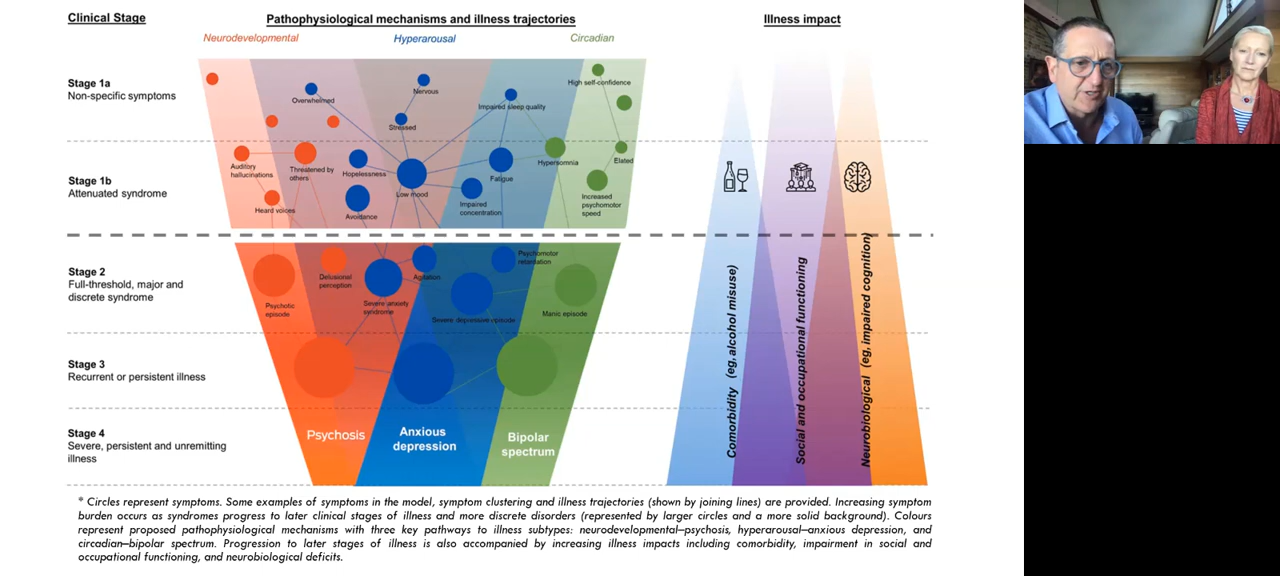 Clinical Stage
Pathophysiological mechanisms and illness trajectories
Illness impact
Neurodevelopmental
Hyperarousal
Circadian
Stage 1a
Non-specific symptoms
Overwhelmed
Nervous
Stressed
Impaired sleep quality
High self-confidence
Stage 1b
Attenuated syndrome
Auditory
hallucinations
Threatened by
others
Heard voices
Hopelessness
Avoidance
Low mood
Fatigue
Impaired
concentration
Hypersomnia
Elated
Increased
psychomotor
speed
Stage 2
Full-threshold, major and
discrete syndrome
Psychotic
episode
Delusional
perception
Severe anxiety
syndrome
Agitation
Severe depressive episode
Psychomotor
retardation
Manic episode
Stage 3
Recurrent or persistent illness
Stage 4
Severe, persistent and unremitting
illness
Psychosis
Anxious
depression
Bipolar
spectrum
Comorbidity (eg, alcohol misuse)
Social and occupational functioning
Neurobiological (eg, impaired cognition)
* Circles represent symptoms. Some examples of symptoms in the model, symptom clustering and illness trajectories (shown by joining lines) are provided. Increasing symptom
burden occurs as syndromes progress to later clinical stages of illness and more discrete disorders (represented by larger circles and a more solid background). Colours
represent proposed pathophysiological mechanisms with three key pathways to illness subtypes: neurodevelopmental–psychosis, hyperarousal–anxious depression, and
circadian–bipolar spectrum. Progression to later stages of illness is also accompanied by increasing illness impacts including comorbidity, impairment in social and
occupational functioning, and neurobiological deficits.